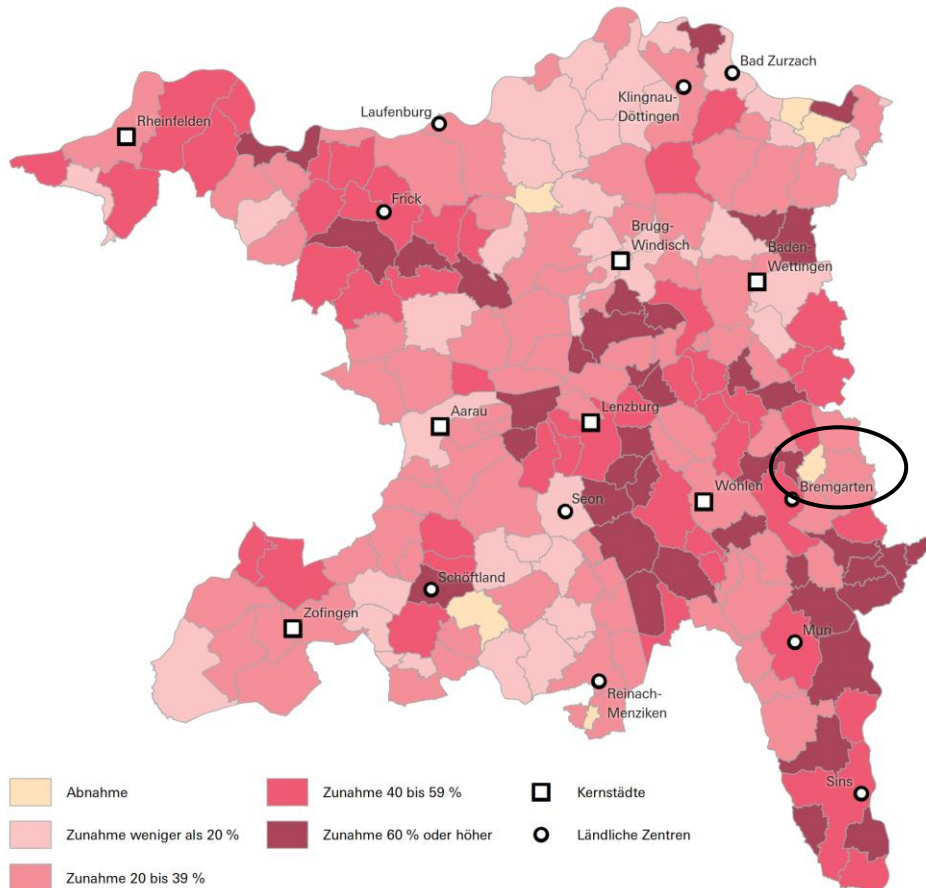 Bad Zurzach
Klingnau-
Döttingen
Laufenburg
Rheinfelden
Frick
Brugg-
Windisch
Baden-
Wettingen
Aarau
Lenzburg
Wohlen
Bremgarten
Seon
Schöftland
Zofingen
Muri
Reinach-
Menziken
Sins
Abnahme
Zunahme weniger als 20 %
Zunahme 20 bis 39 %
Zunahme 40 bis 59 %
Zunahme 60 % oder höher
Kernstädte
Ländliche Zentren